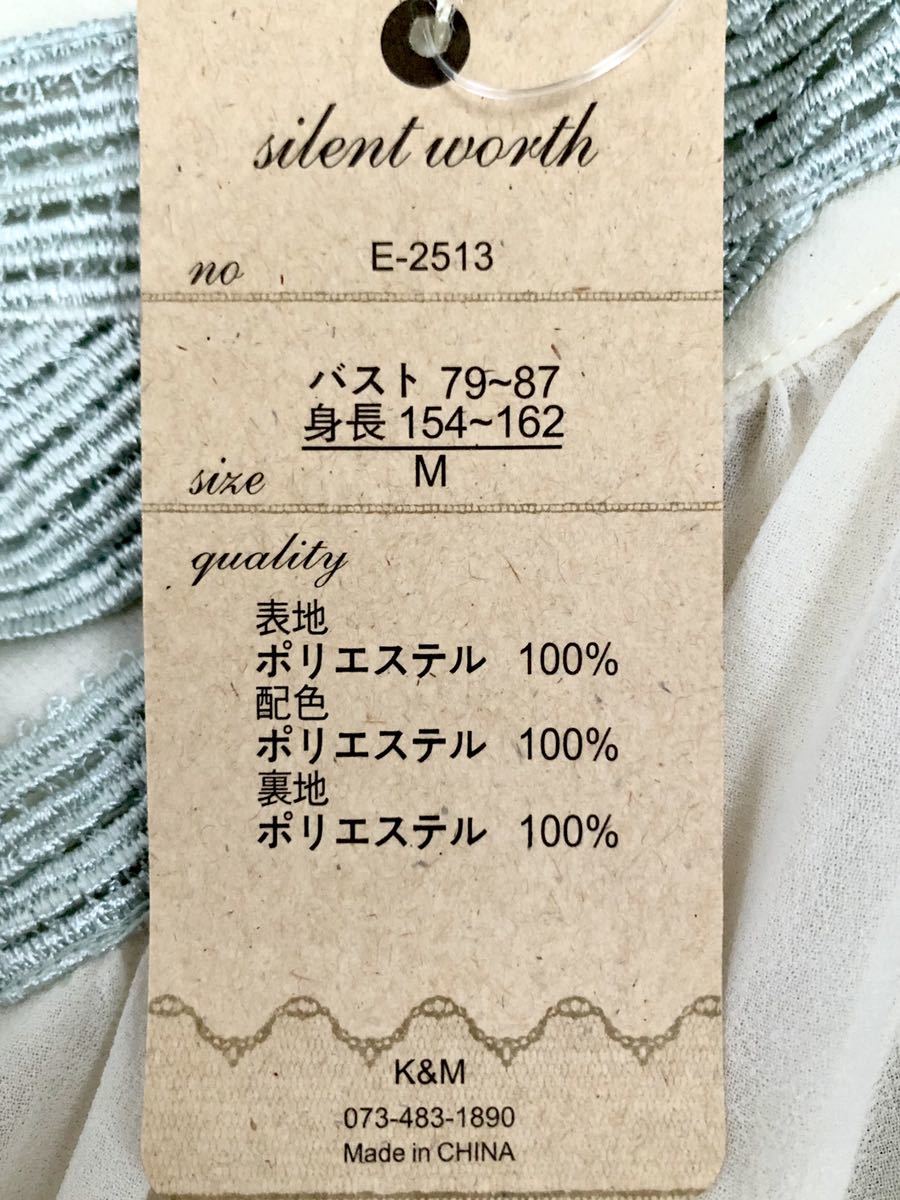 silent worth
no E-2513
バスト 79~87
身長 154~162
size M
quality
表地
ポリエステル 100%
配色
ポリエステル 100%
裏地
ポリエステル 100%
K&M
073-483-1890
Made in CHINA